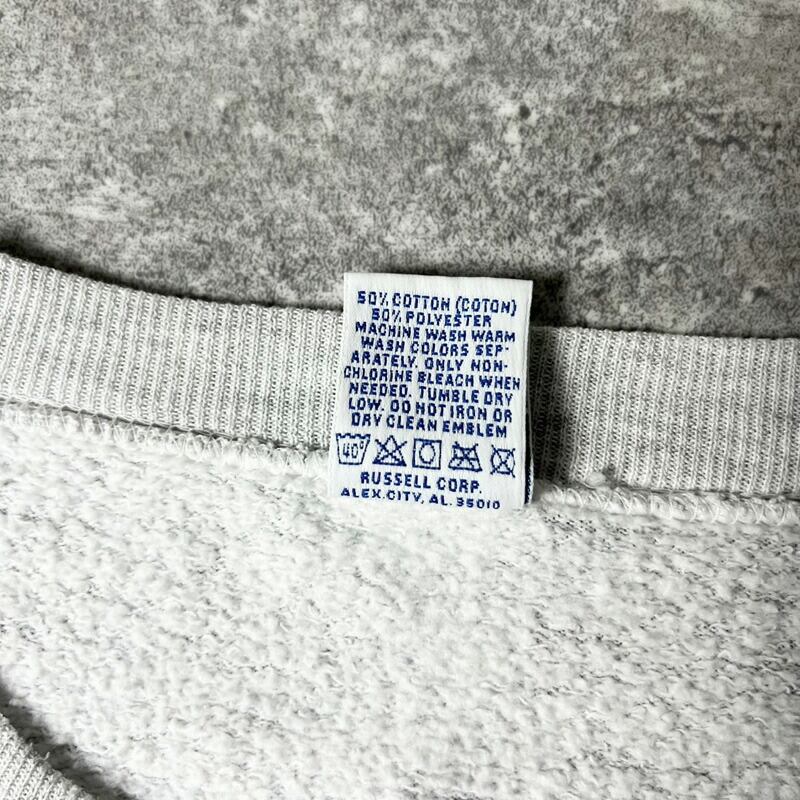 50% COTTON (COTON)
50% POLYESTER
MACHINE WASH WARM
WASH COLORS SEP-
ARATELY. ONLY NON-
CHLORINE BLEACH WHEN
NEEDED. TUMBLE DRY
LOW. DO NOT IRON OR
DRY CLEAN EMBLEM
40°
RUSSELL CORP.
ALEX.CITY, AL. 35010